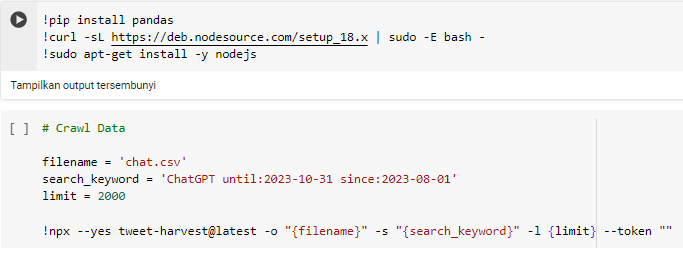 !pip install pandas
!curl -sL https://deb.nodesource.com/setup_18.x | sudo -E bash -
!sudo apt-get install -y nodejs
Tampilkan output tersembunyi
[ ] # Crawl Data
filename = 'chat.csv'
search_keyword = 'ChatGPT until:2023-10-31 since:2023-08-01'
limit = 2000
!npx --yes tweet-harvest@latest -o "{filename}" -s "{search_keyword}" -l {limit} --token ""